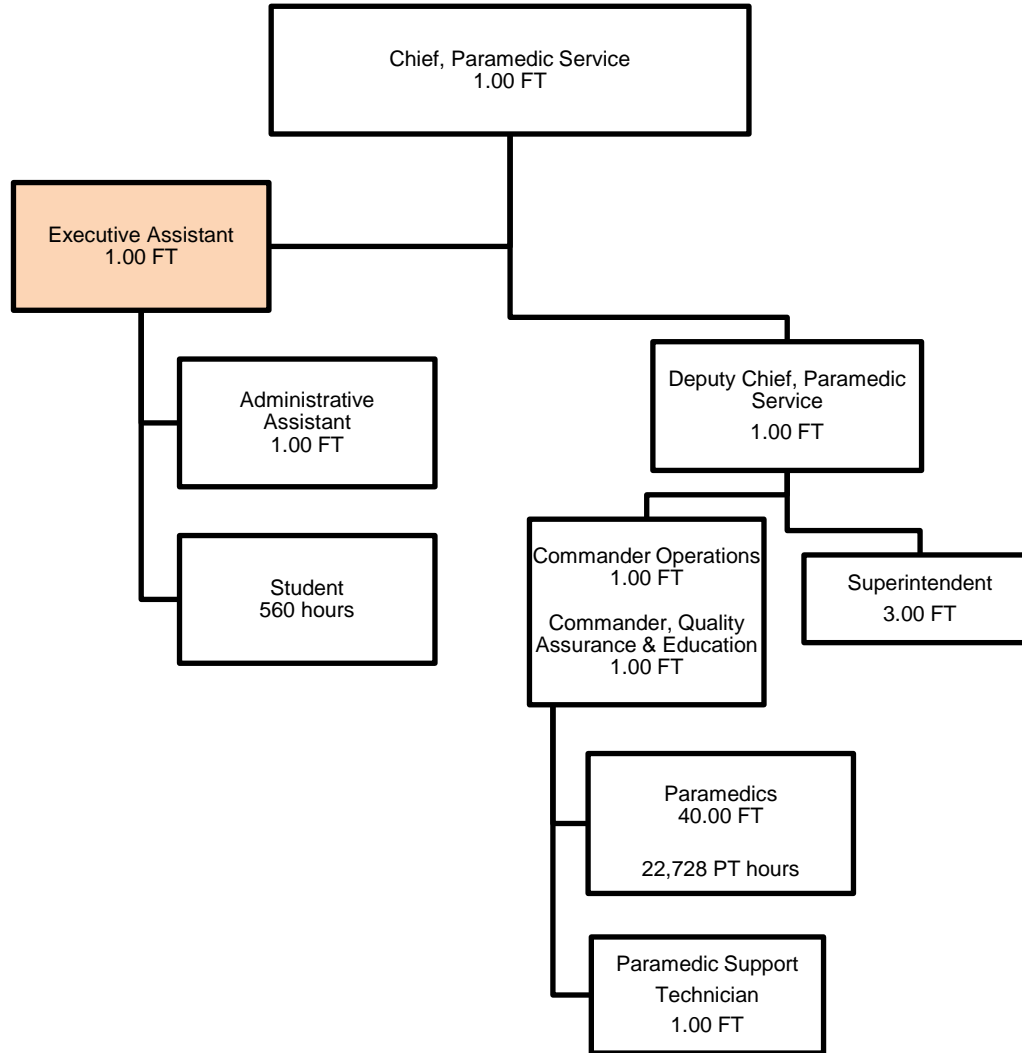 Chief, Paramedic Service
1.00 FT
Executive Assistant
1.00 FT
Administrative
Assistant
1.00 FT
Student
560 hours
Deputy Chief, Paramedic
Service
1.00 FT
Commander Operations
1.00 FT
Commander, Quality
Assurance & Education
1.00 FT
Superintendent
3.00 FT
Paramedics
40.00 FT
22,728 PT hours
Paramedic Support
Technician
1.00 FT